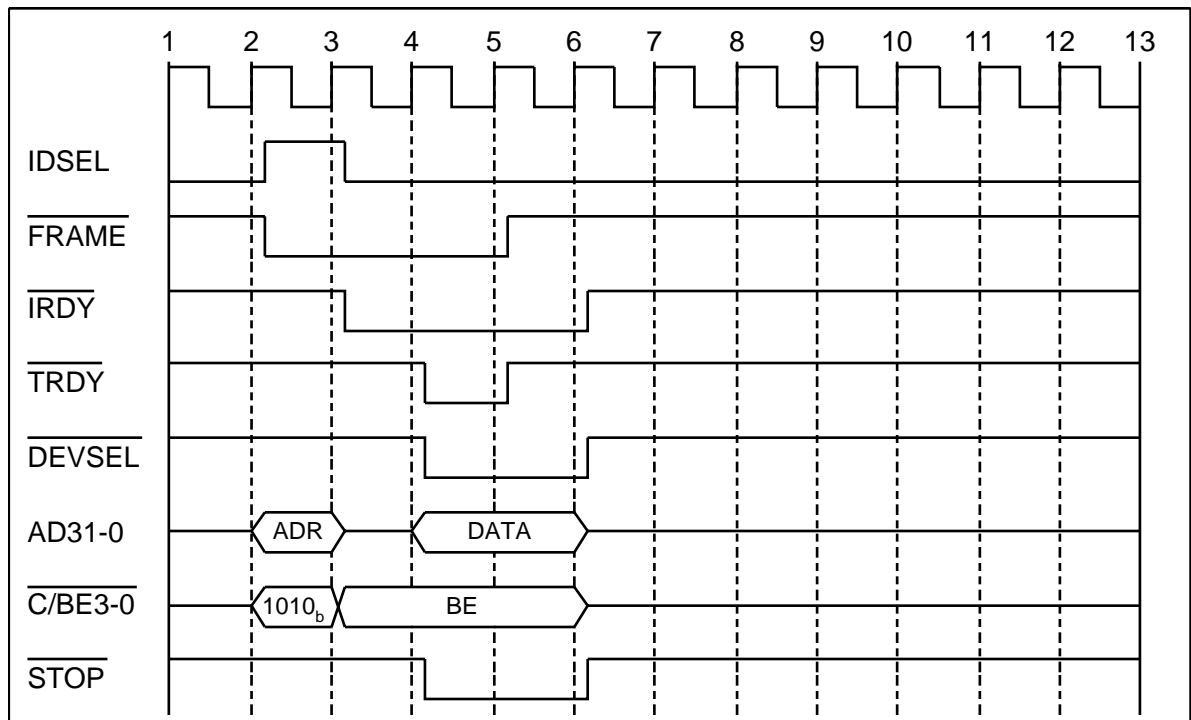 1 2 3 4 5 6 7 8 9 10 11 12 13
IDSEL
FRAME
IRDY
TRDY
DEVSEL
AD31-0 ADR DATA
C/BE3-0 1010b BE
STOP